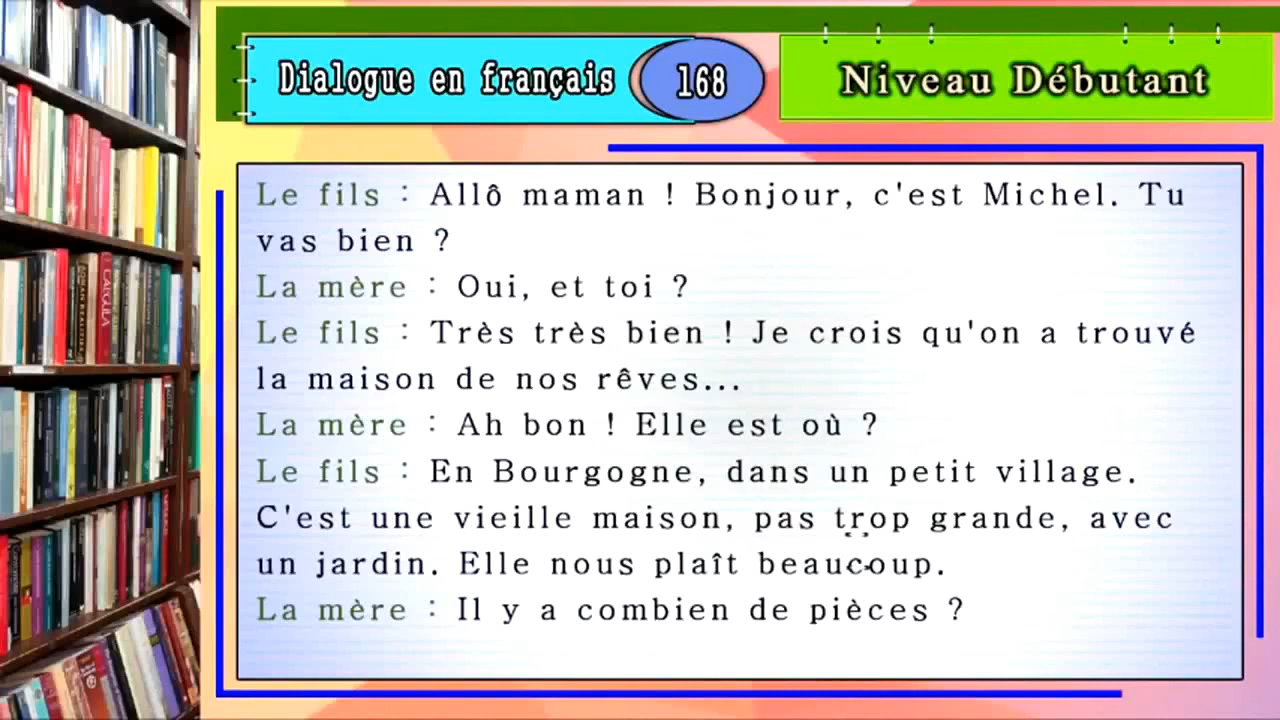 Dialogue en français 168
Niveau Débutant
Le fils : Allô maman ! Bonjour, c'est Michel. Tu
vas bien ?
La mère : Oui, et toi ?
Le fils : Très très bien ! Je crois qu'on a trouvé
la maison de nos rêves...
La mère : Ah bon ! Elle est où ?
Le fils : En Bourgogne, dans un petit village.
C'est une vieille maison, pas trop grande, avec
un jardin. Elle nous plaît beaucoup.
La mère : Il y a combien de pièces ?
CALIGULA